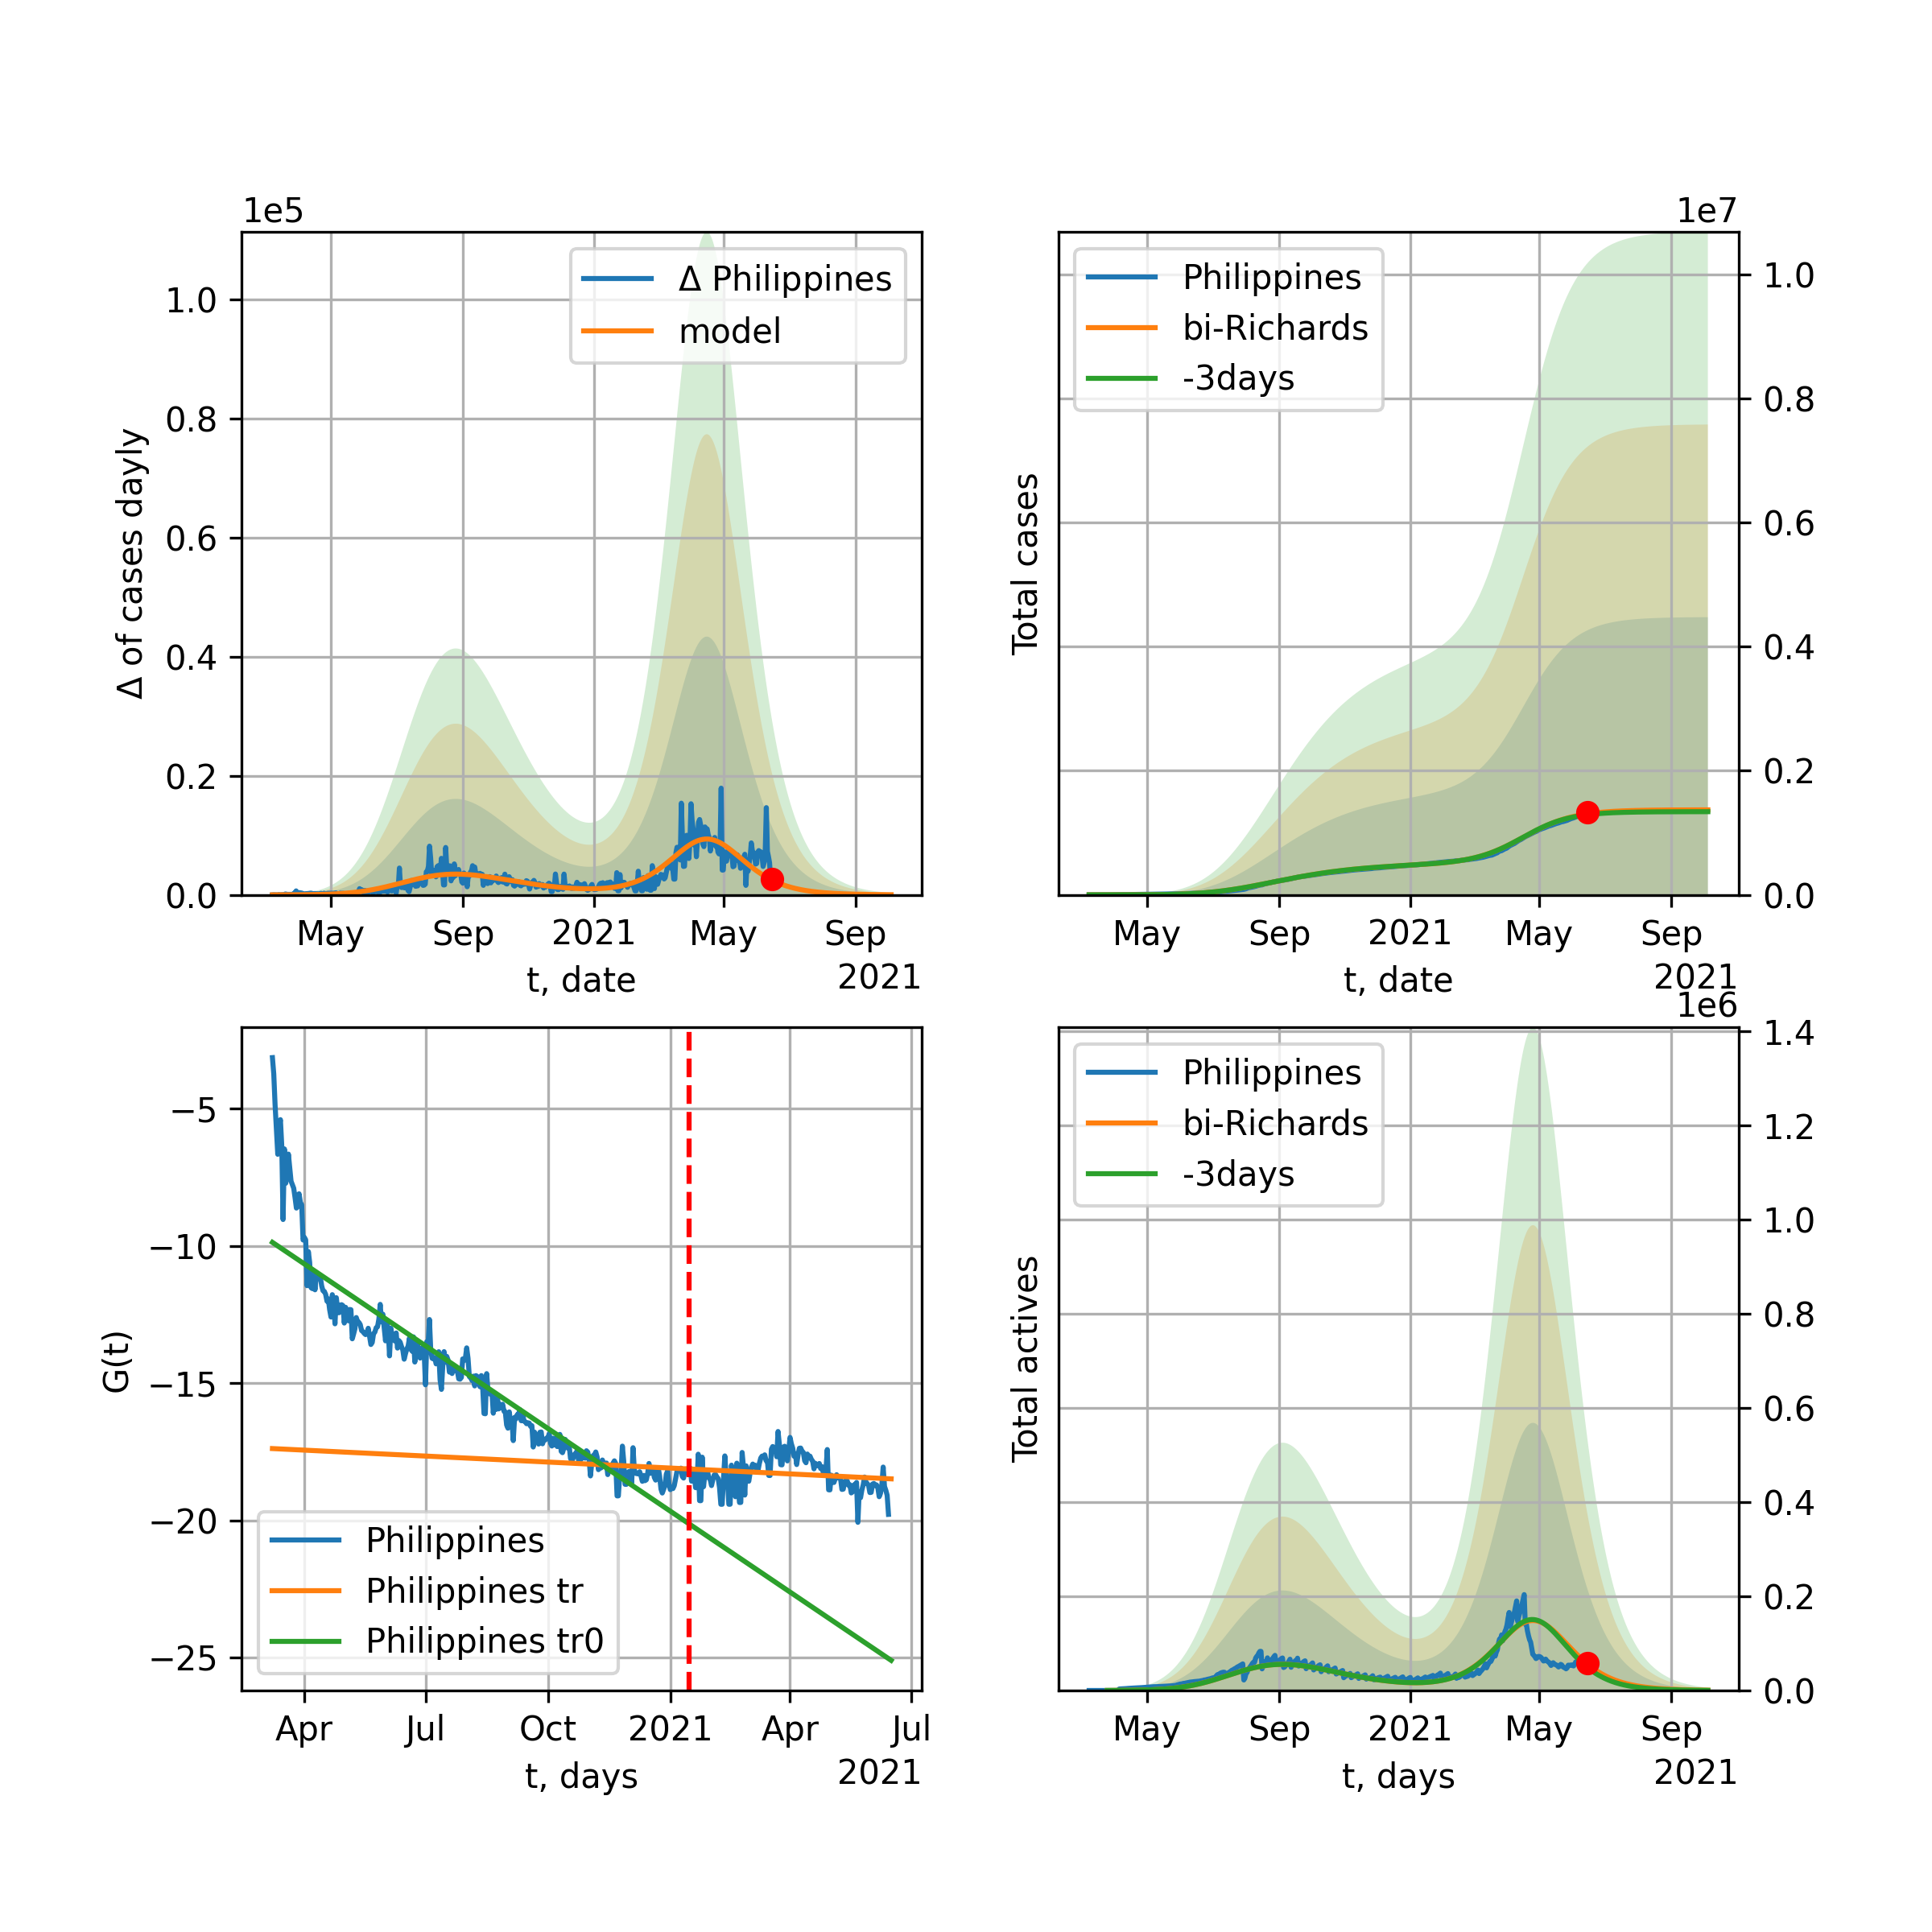 1e5
Δ of cases dayly
1.0
0.8
0.6
0.4
0.2
0.0
Δ Philippines
model
May Sep 2021 May Sep
t, date
2021
1e7
Total cases
Philippines
bi-Richards
-3days
1.0
0.8
0.6
0.4
0.2
0.0
May Sep 2021 May Sep
t, date
2021
G(t)
−5
−10
−15
−20
−25
Philippines
Philippines tr
Philippines tr0
Apr Jul Oct 2021 Apr Jul
t, days
2021
1e6
Total actives
Philippines
bi-Richards
-3days
1.4
1.2
1.0
0.8
0.6
0.4
0.2
0.0
May Sep 2021 May Sep
t, days
2021